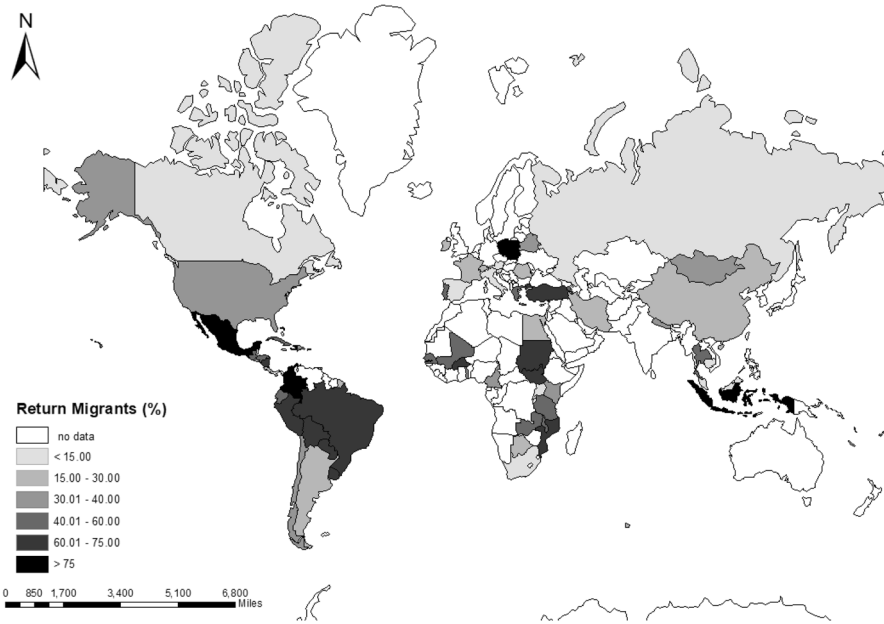 N
Return Migrants (%)
no data
< 15.00
15.00 - 30.00
30.01 - 40.00
40.01 - 60.00
60.01 - 75.00
> 75
0 850 1,700 3,400 5,100 6,800
Miles